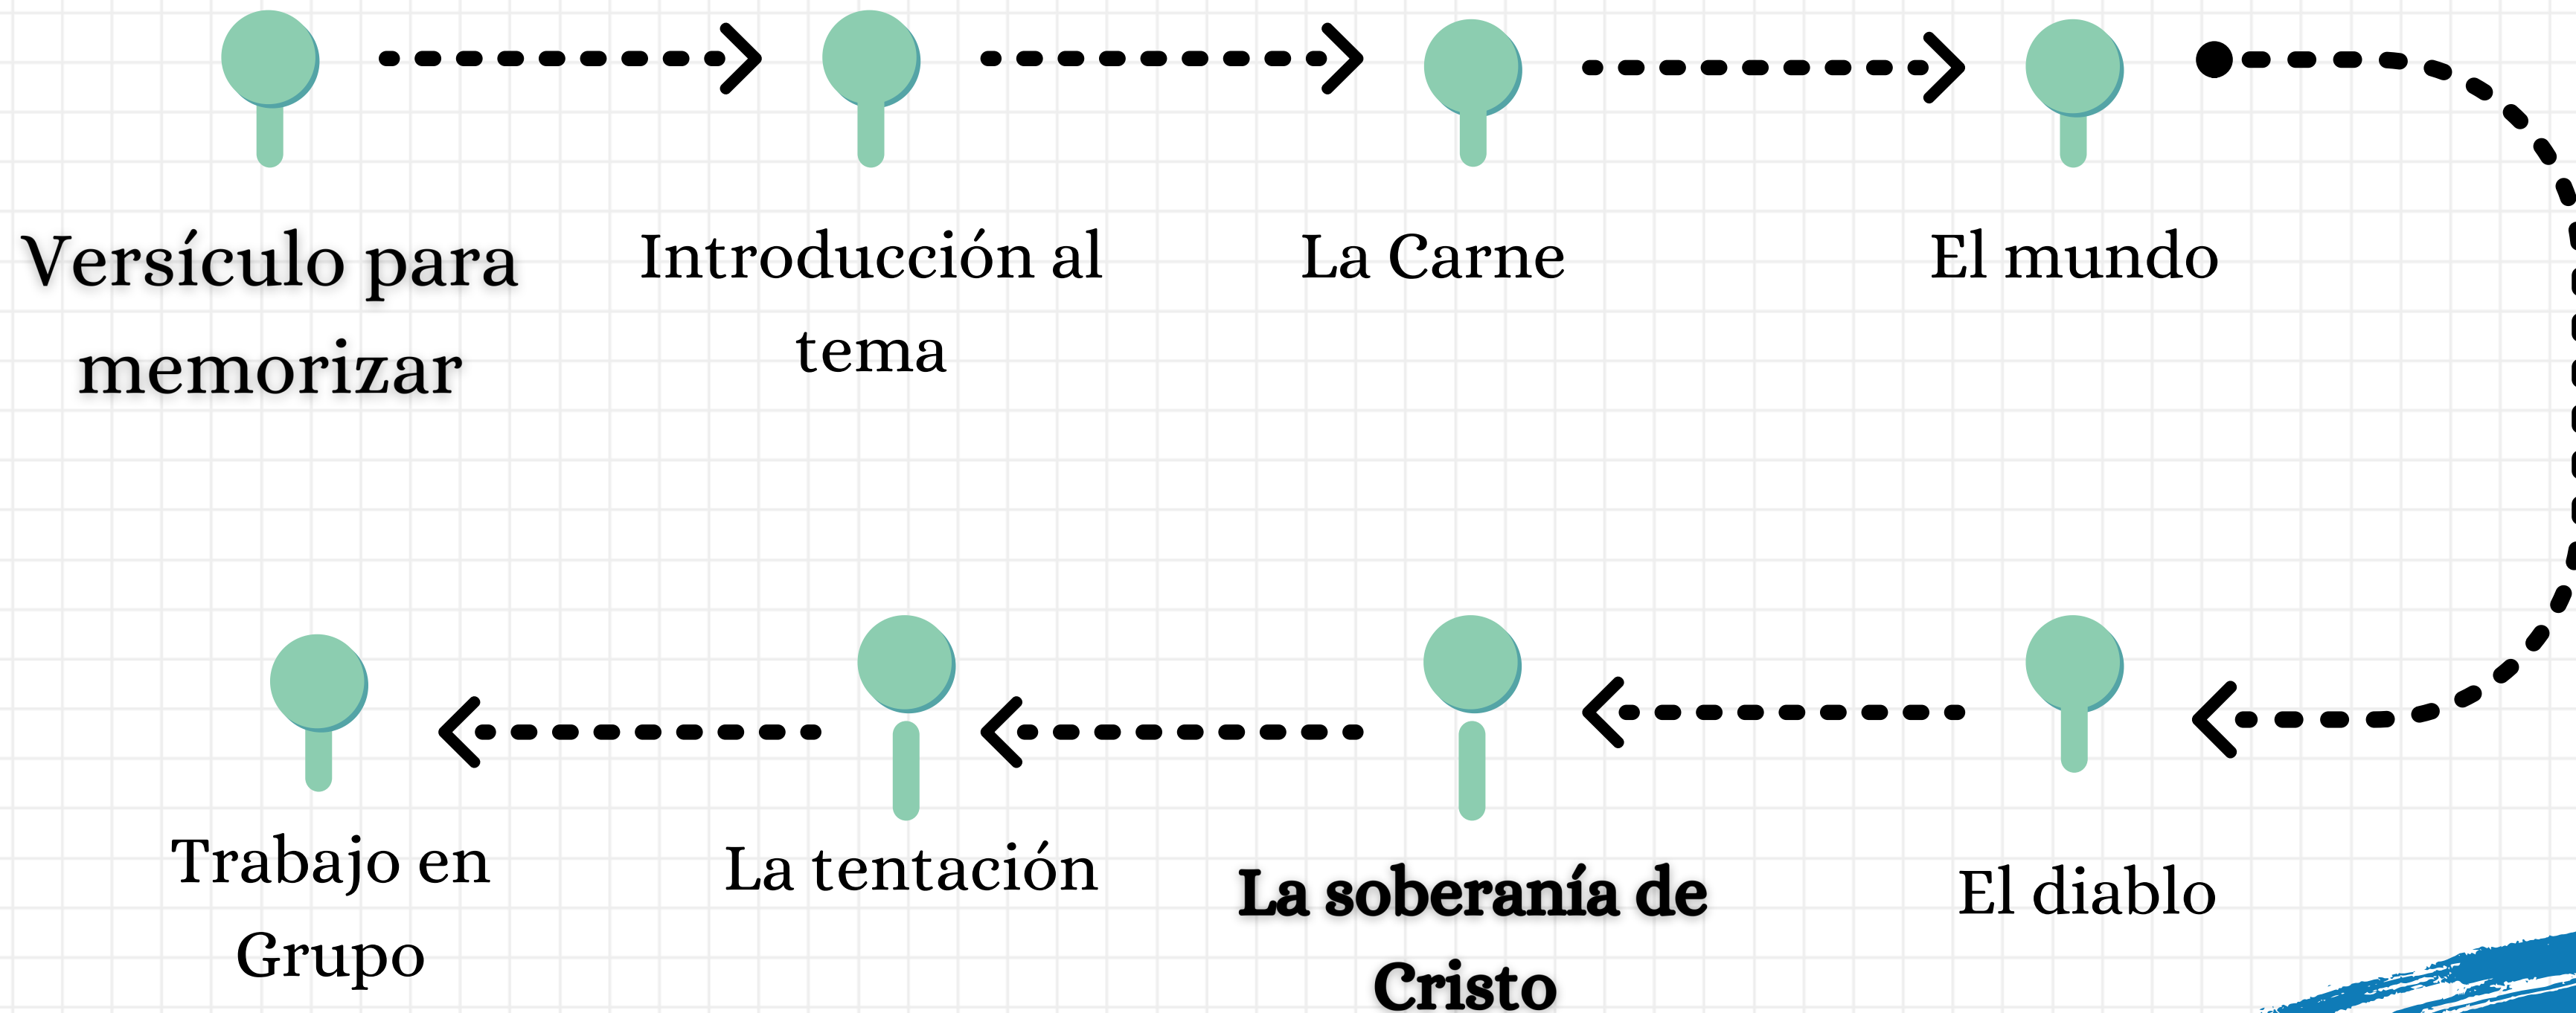 Versículo para
memorizar
Introducción al
tema
La Carne
El mundo
El diablo
La soberanía de
Cristo
La tentación
Trabajo en
Grupo